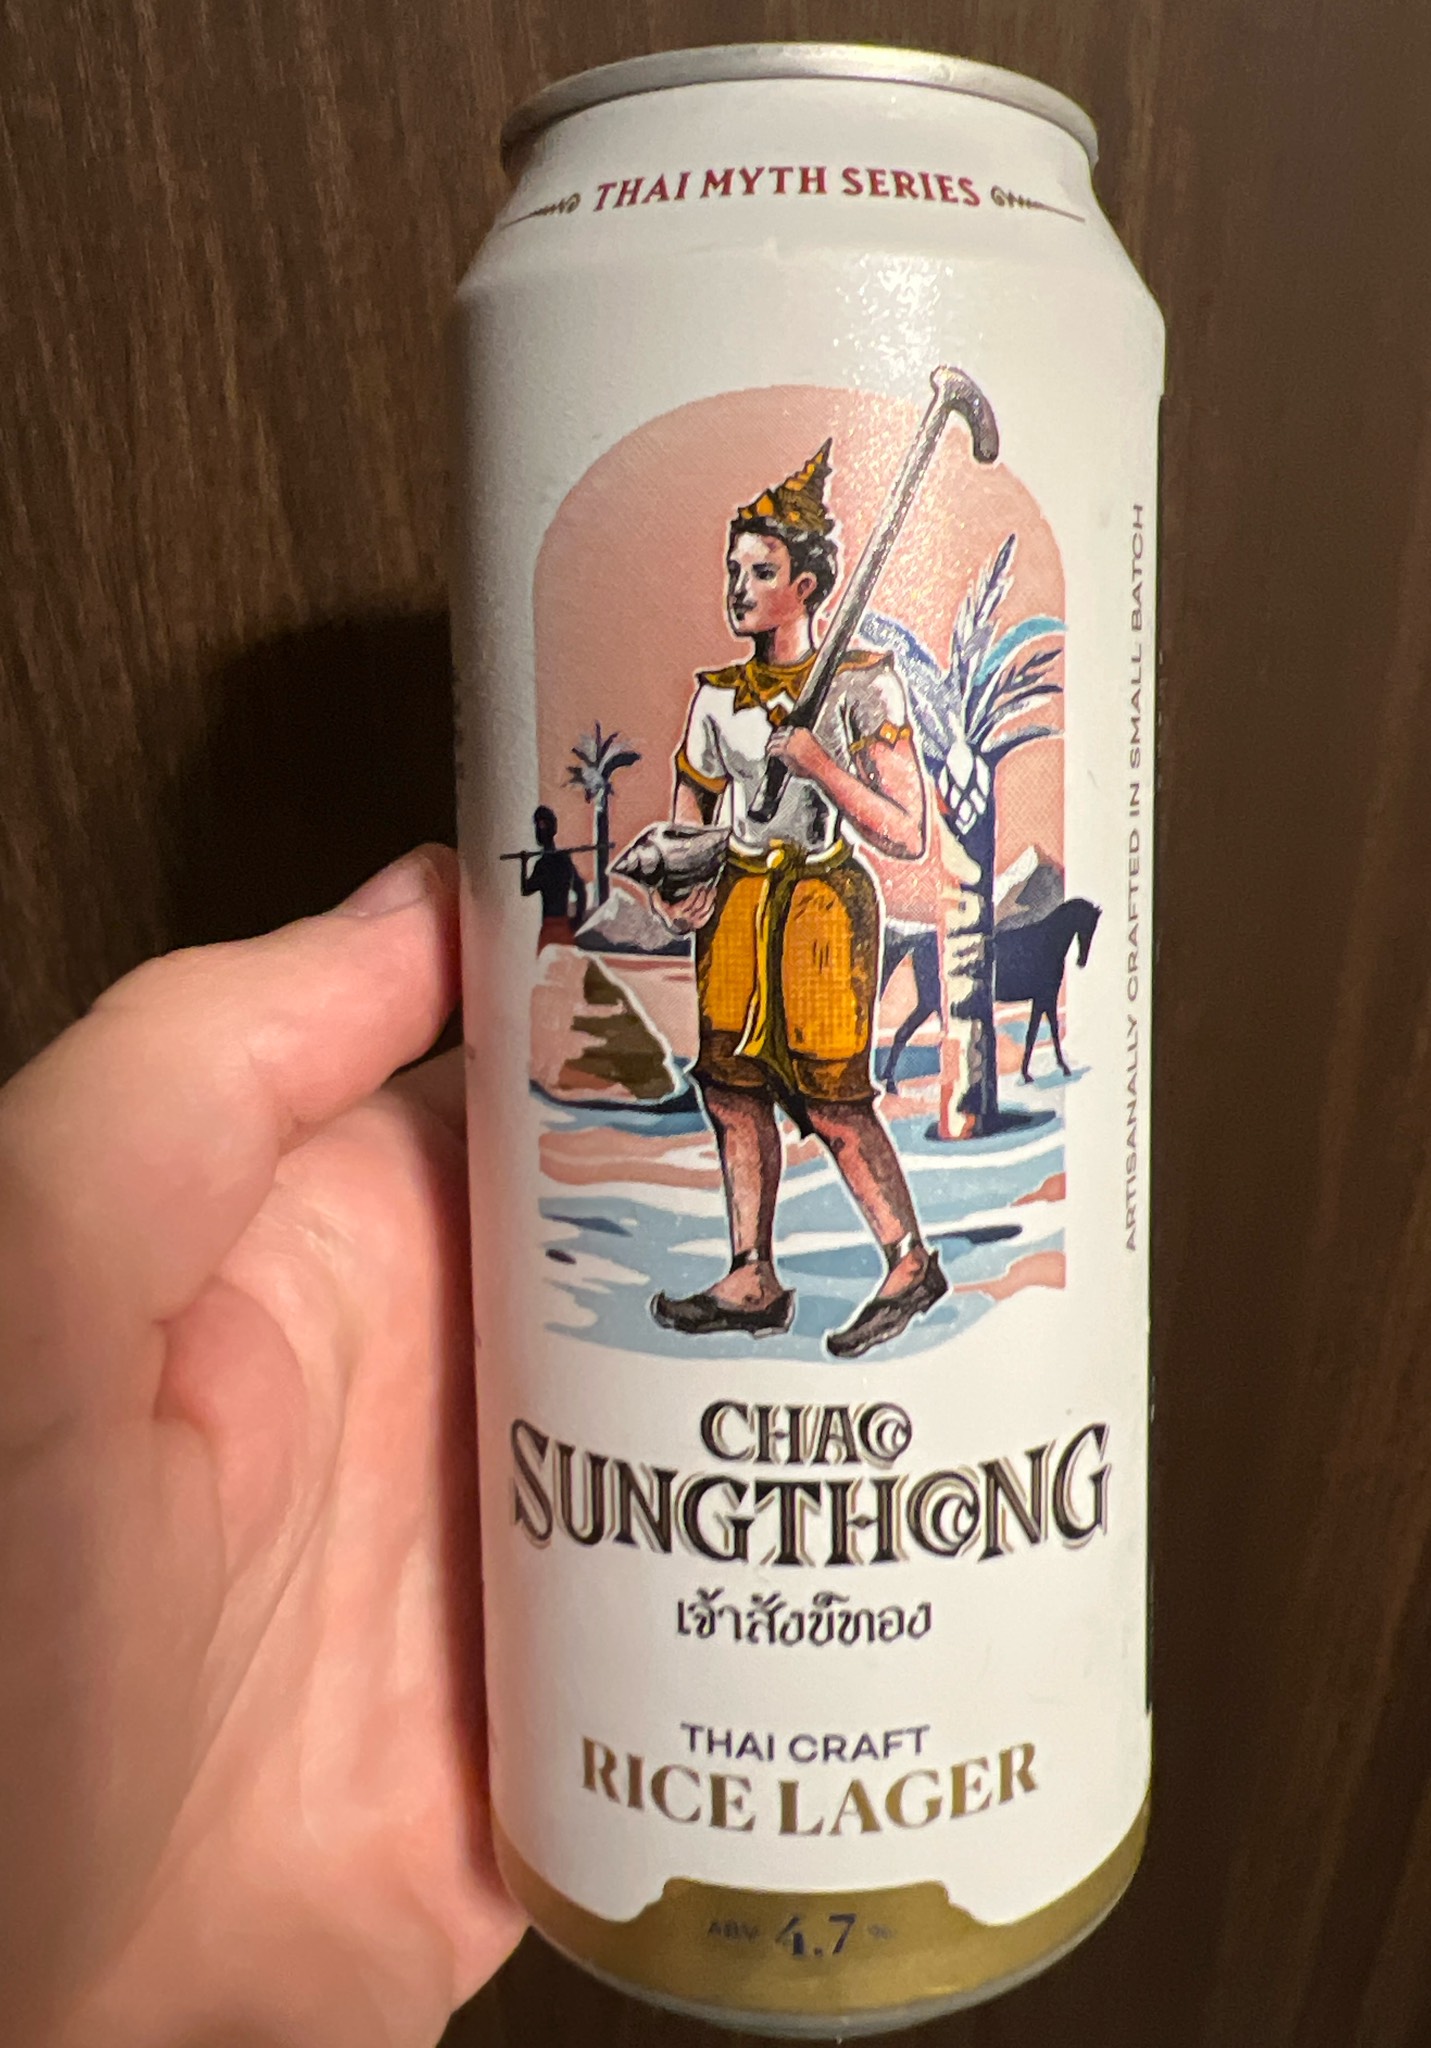 THAI MYTH SERIES
ARTISANALLY CRAFTED IN SMALL BATCH
CHAO
SUNGTHONG
เจ้าสังข์ทอง
THAI CRAFT
RICE LAGER
ABV 4.7 %